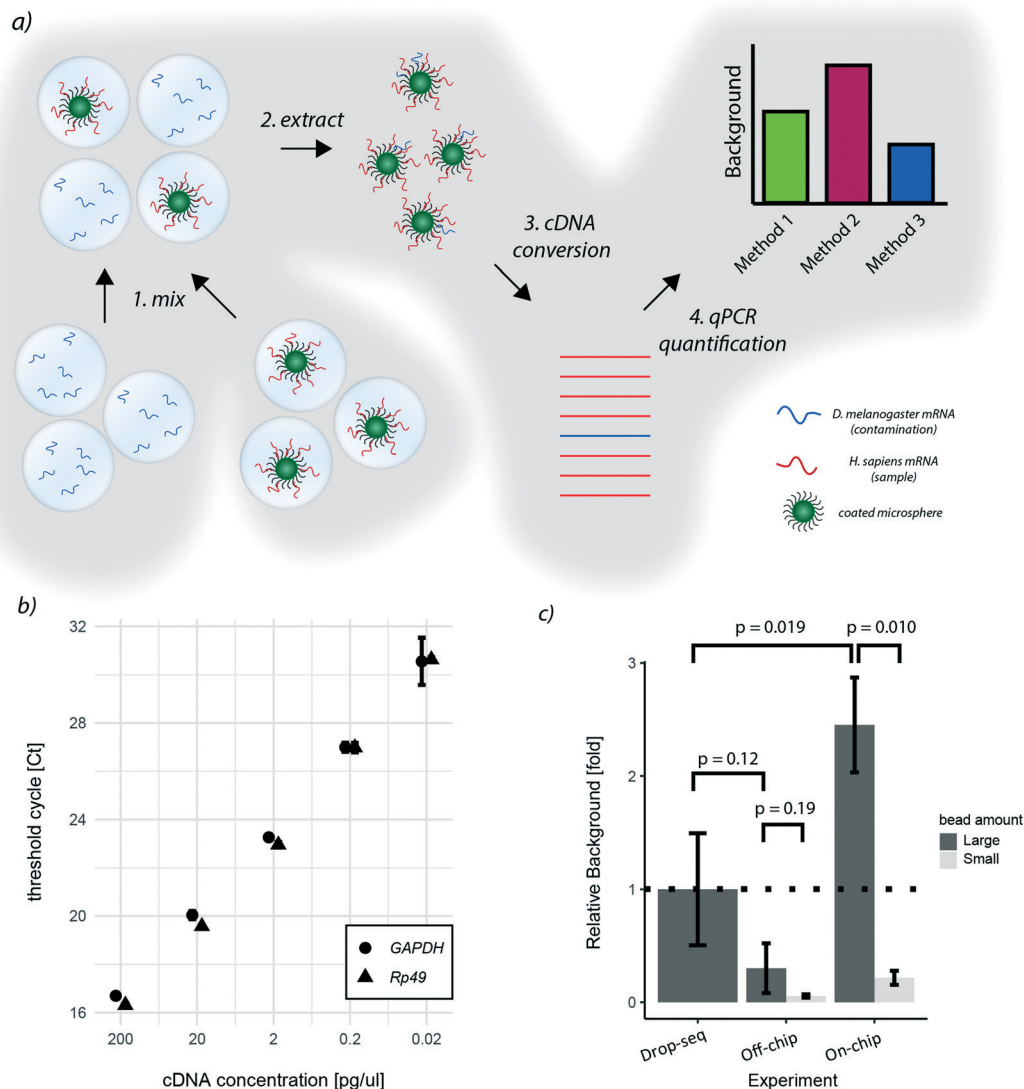 a)
2. extract
3. cDNA
conversion
1. mix
4. qPCR
quantification
Background
Method 1
Method 2
Method 3
D. melanogaster mRNA
(contamination)
H. sapiens mRNA
(sample)
coated microsphere
b)
threshold cycle [Ct]
32
28
24
20
16
200
20
2
0.2
0.02
cDNA concentration [pg/ul]
GAPDH
Rp49
c)
p = 0.019
p = 0.010
p = 0.12
p = 0.19
Relative Background [fold]
3
2
1
0
Drop-seq
Off-chip
On-chip
Experiment
bead amount
Large
Small